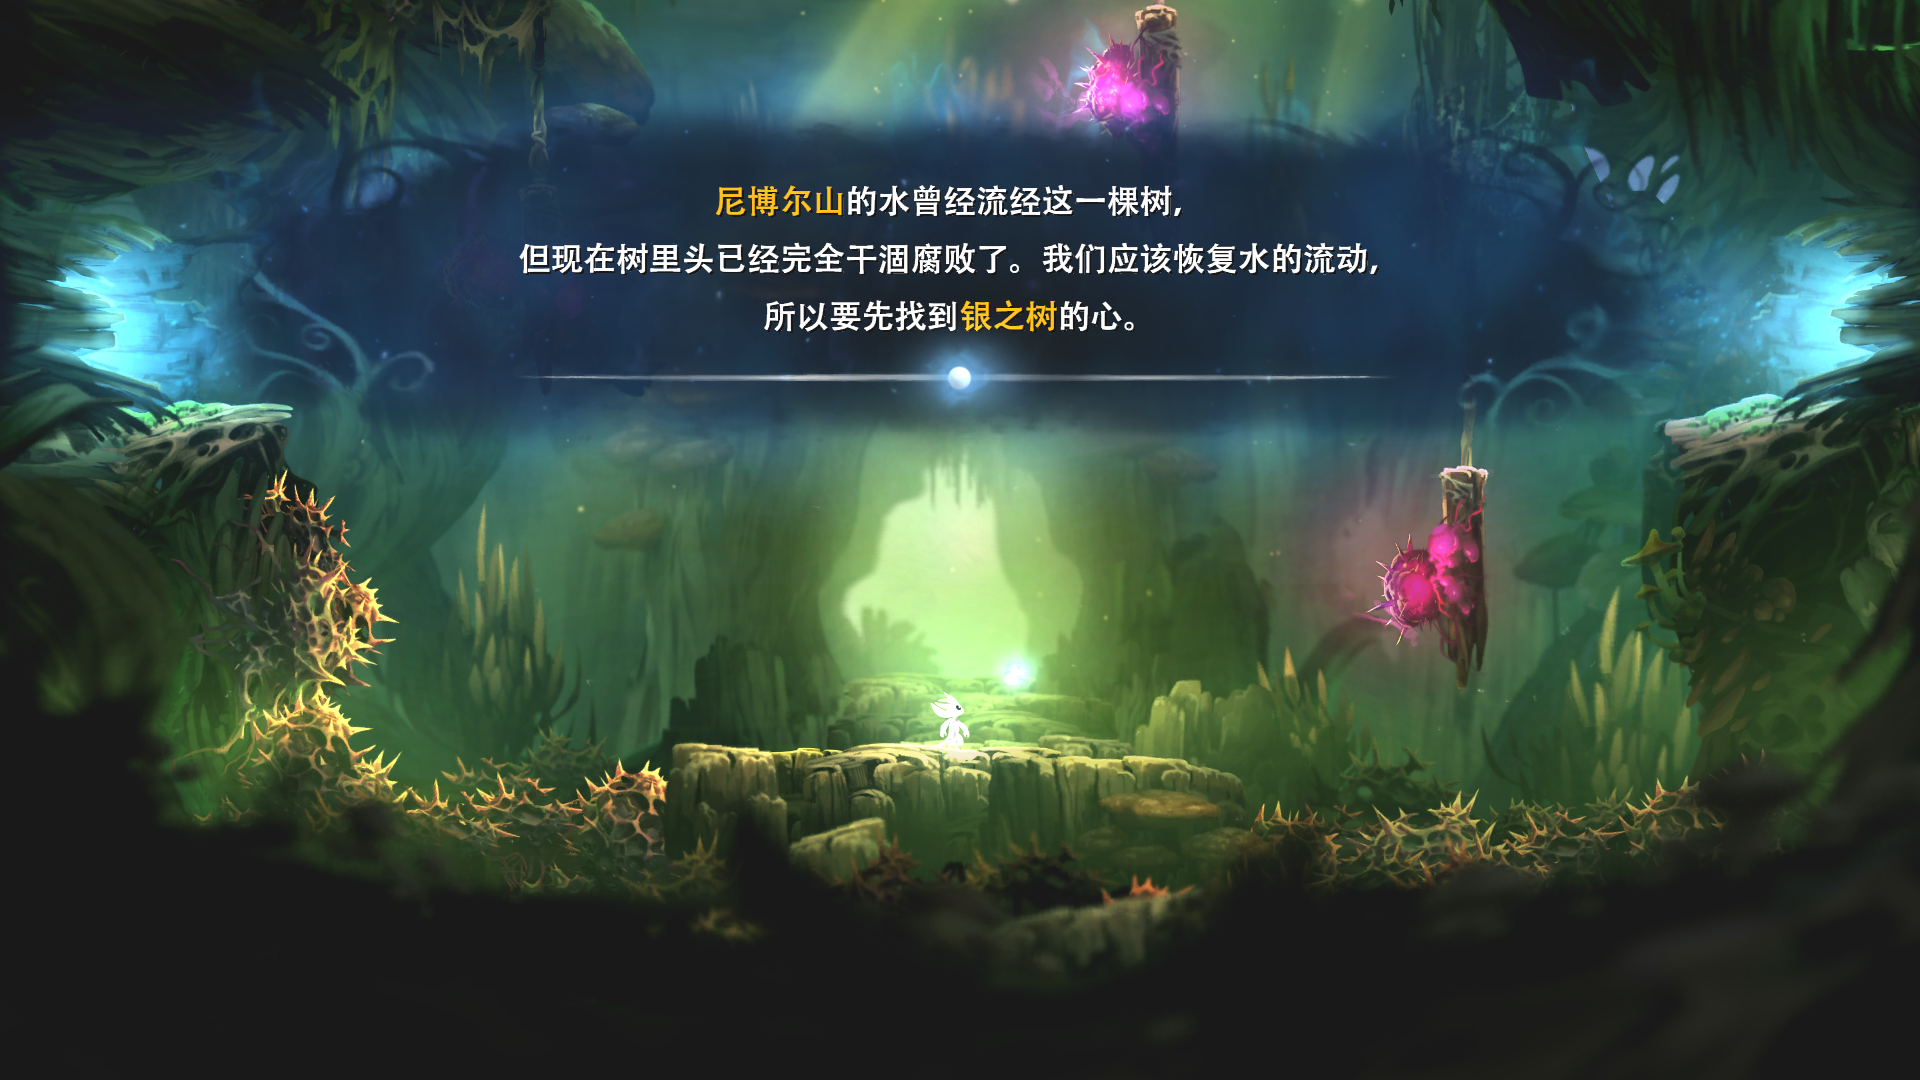 尼博尔山的水曾经流经这一棵树,
但现在树里头已经完全干涸腐败了。我们应该恢复水的流动,
所以要先找到银之树的心。